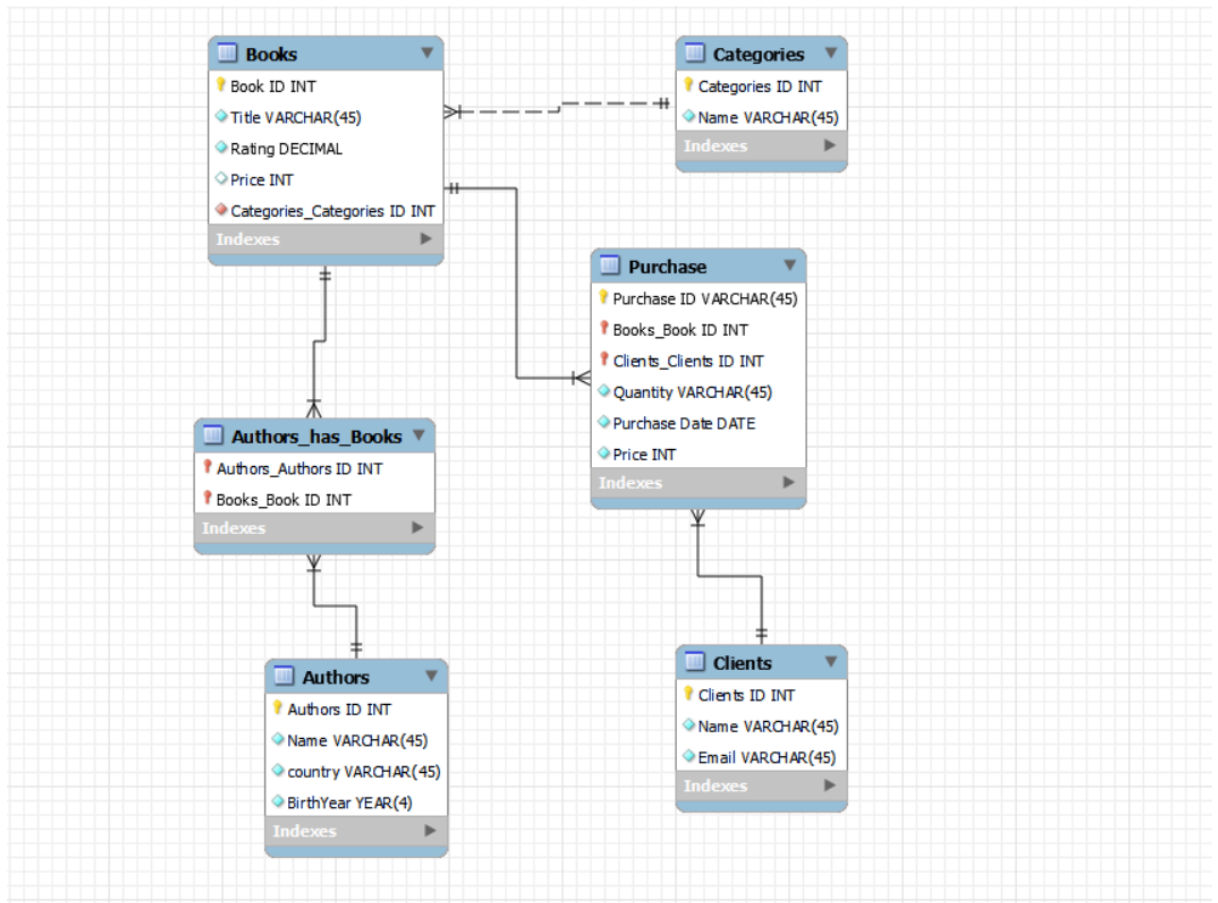 Books
Book ID INT
Title VARCHAR(45)
Rating DECIMAL
Price INT
Categories_Categories ID INT
Indexes
Categories
Categories ID INT
Name VARCHAR(45)
Indexes
Purchase
Purchase ID VARCHAR(45)
Books_Book ID INT
Clients_Clients ID INT
Quantity VARCHAR(45)
Purchase Date DATE
Price INT
Indexes
Authors_has_Books
Authors_Authors ID INT
Books_Book ID INT
Indexes
Authors
Authors ID INT
Name VARCHAR(45)
country VARCHAR(45)
BirthYear YEAR(4)
Indexes
Clients
Clients ID INT
Name VARCHAR(45)
Email VARCHAR(45)
Indexes